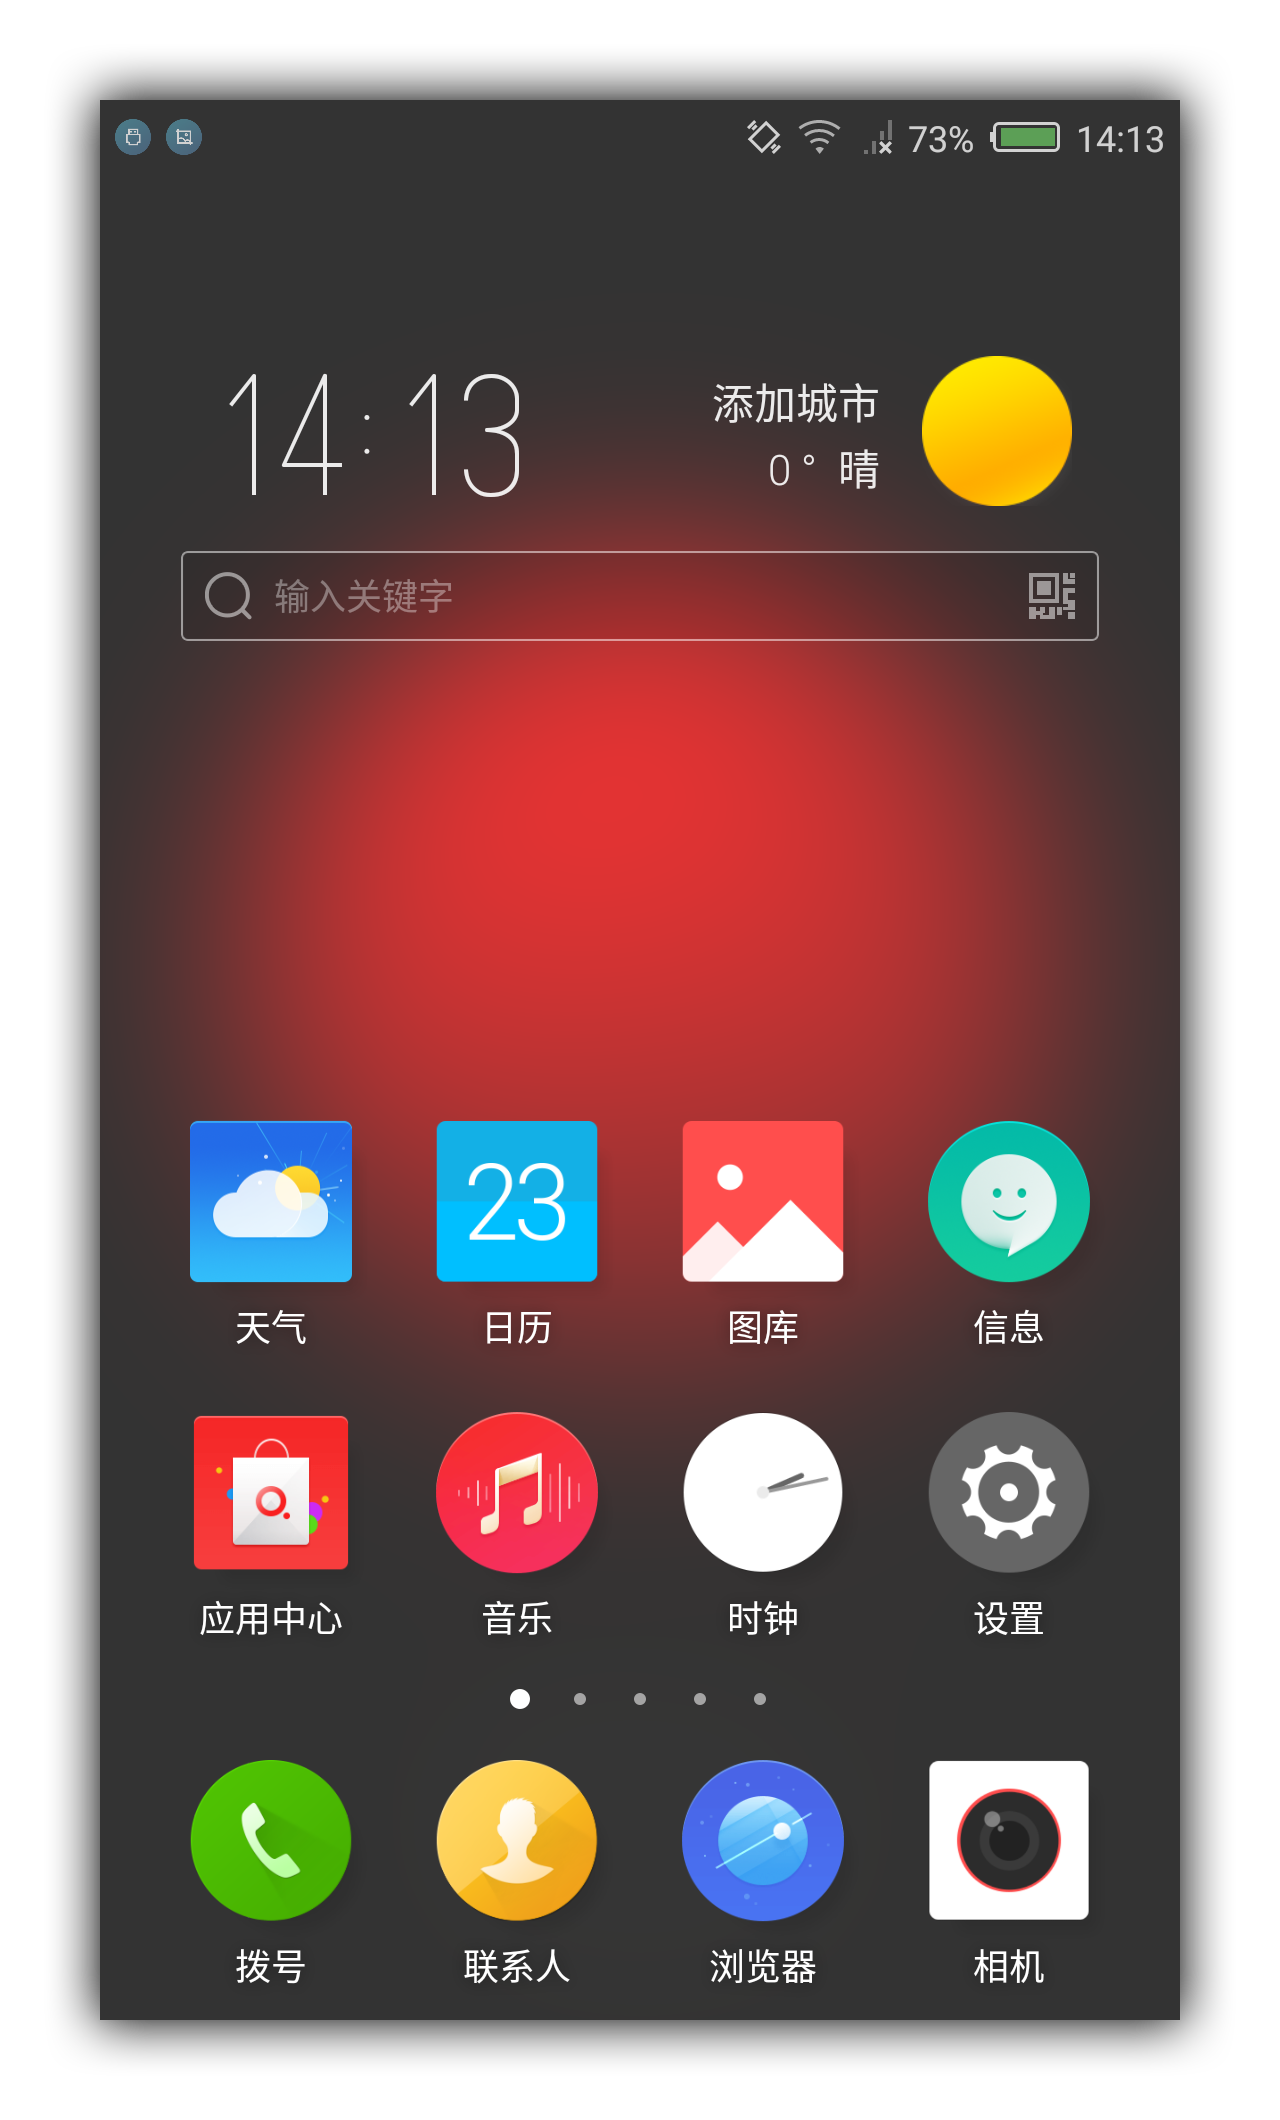 73% 14:13
14:13
添加城市
0° 晴
输入关键字
23
天气 日历 图库 信息
应用中心 音乐 时钟 设置
拨号 联系人 浏览器 相机